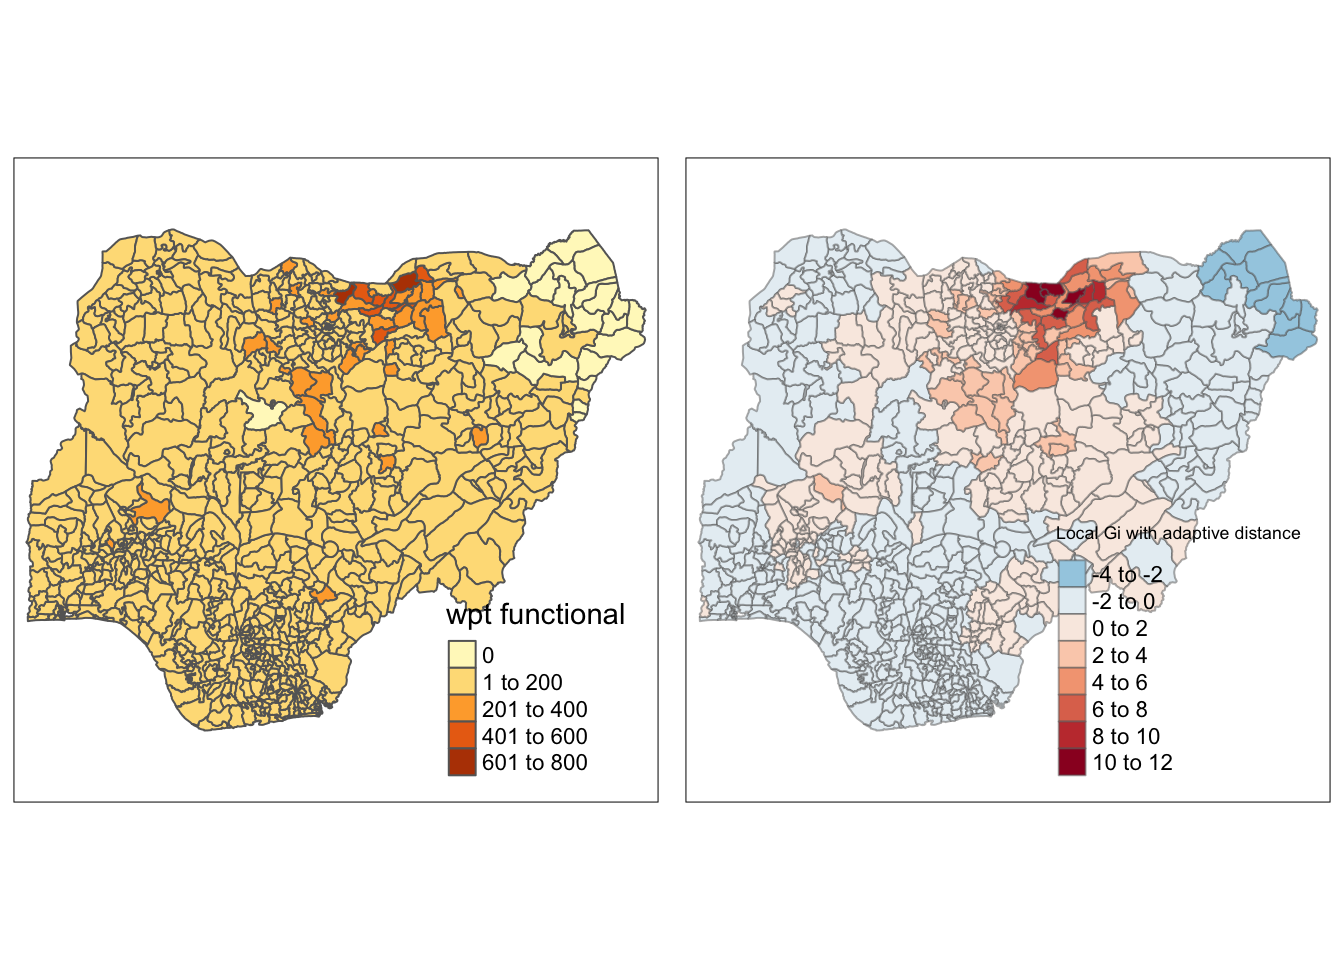 wpt functional
0
1 to 200
201 to 400
401 to 600
601 to 800
Local Gi with adaptive distance
-4 to -2
-2 to 0
0 to 2
2 to 4
4 to 6
6 to 8
8 to 10
10 to 12